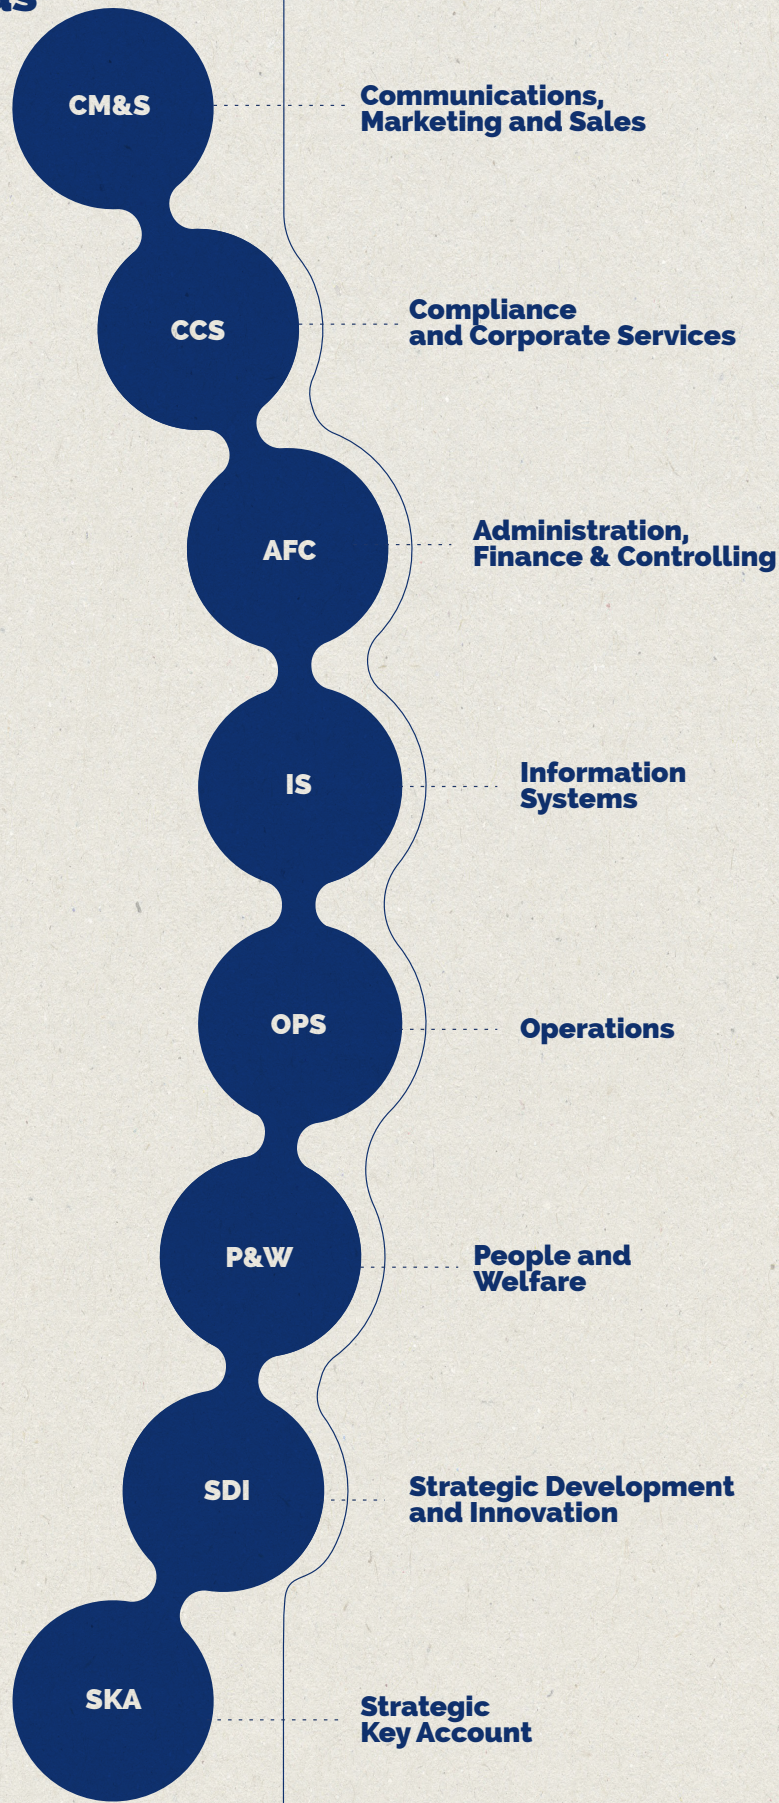 CM&S
Communications,
Marketing and Sales
CCS
Compliance
and Corporate Services
AFC
Administration,
Finance & Controlling
IS
Information
Systems
OPS
Operations
P&W
People and
Welfare
SDI
Strategic Development
and Innovation
SKA
Strategic
Key Account